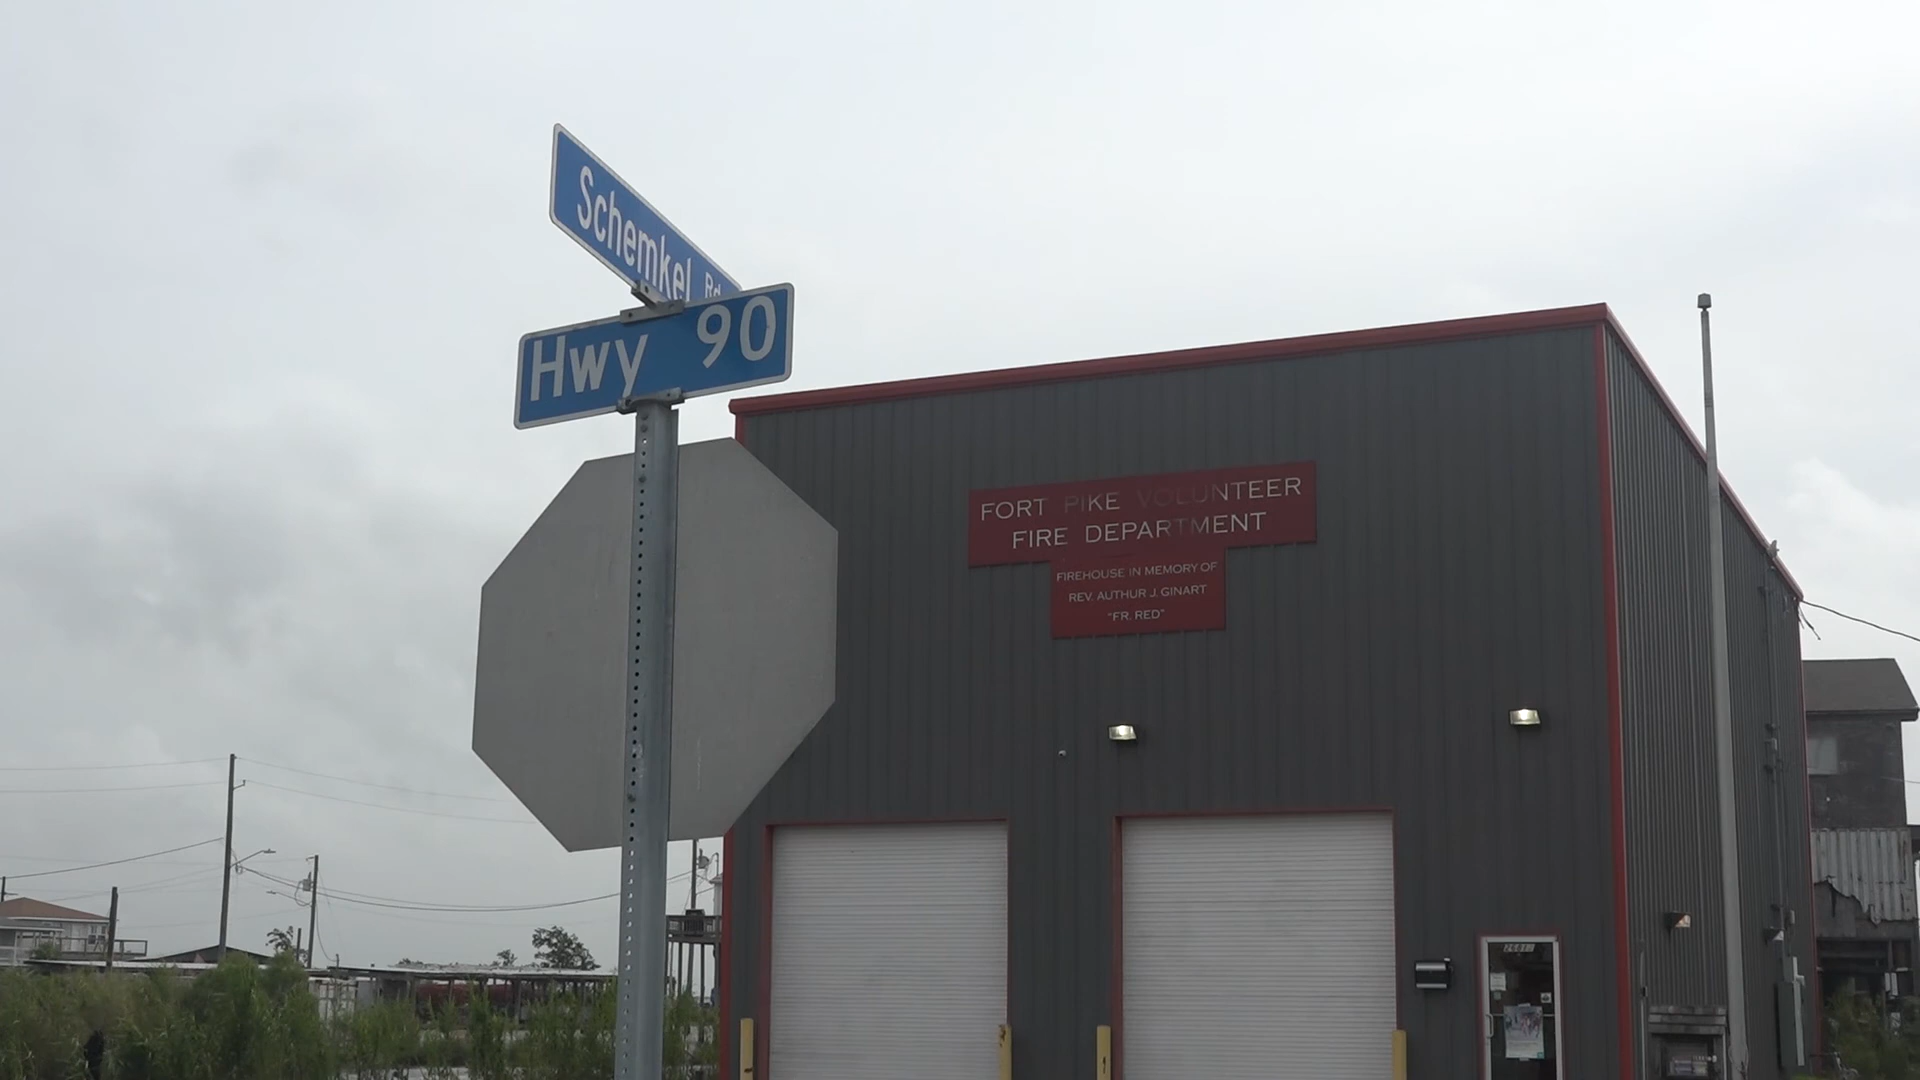 Schemkel Rd
Hwy 90
FORT PIKE VOLUNTEER
FIRE DEPARTMENT
FIREHOUSE IN MEMORY OF
REV. AUTHUR J. GINART
"FR. RED"